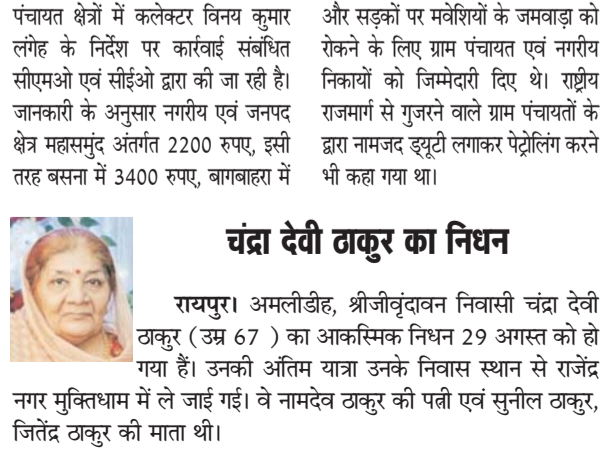 पंचायत क्षेत्रों में कलेक्टर विनय कुमार
लंगेह के निर्देश पर कार्रवाई संबंधित
सीएमओ एवं सीईओ द्वारा की जा रही है।
जानकारी के अनुसार नगरीय एवं जनपद
क्षेत्र महासमुंद अंतर्गत 2200 रुपए, इसी
तरह बसना में 3400 रुपए, बागबाहरा में
और सड़कों पर मवेशियों के जमवाड़ा को
रोकने के लिए ग्राम पंचायत एवं नगरीय
निकायों को जिम्मेदारी दिए थे। राष्ट्रीय
राजमार्ग से गुजरने वाले ग्राम पंचायतों के
द्वारा नामजद ड्यूटी लगाकर पेट्रोलिंग करने
भी कहा गया था।
चंद्रा देवी ठाकुर का निधन
रायपुर। अमलीडीह, श्रीजीवृंदावन निवासी चंद्रा देवी
ठाकुर (उम्र 67 ) का आकस्मिक निधन 29 अगस्त को हो
गया हैं। उनकी अंतिम यात्रा उनके निवास स्थान से राजेंद्र
नगर मुक्तिधाम में ले जाई गई। वे नामदेव ठाकुर की पत्नी एवं सुनील ठाकुर,
जितेंद्र ठाकुर की माता थी।